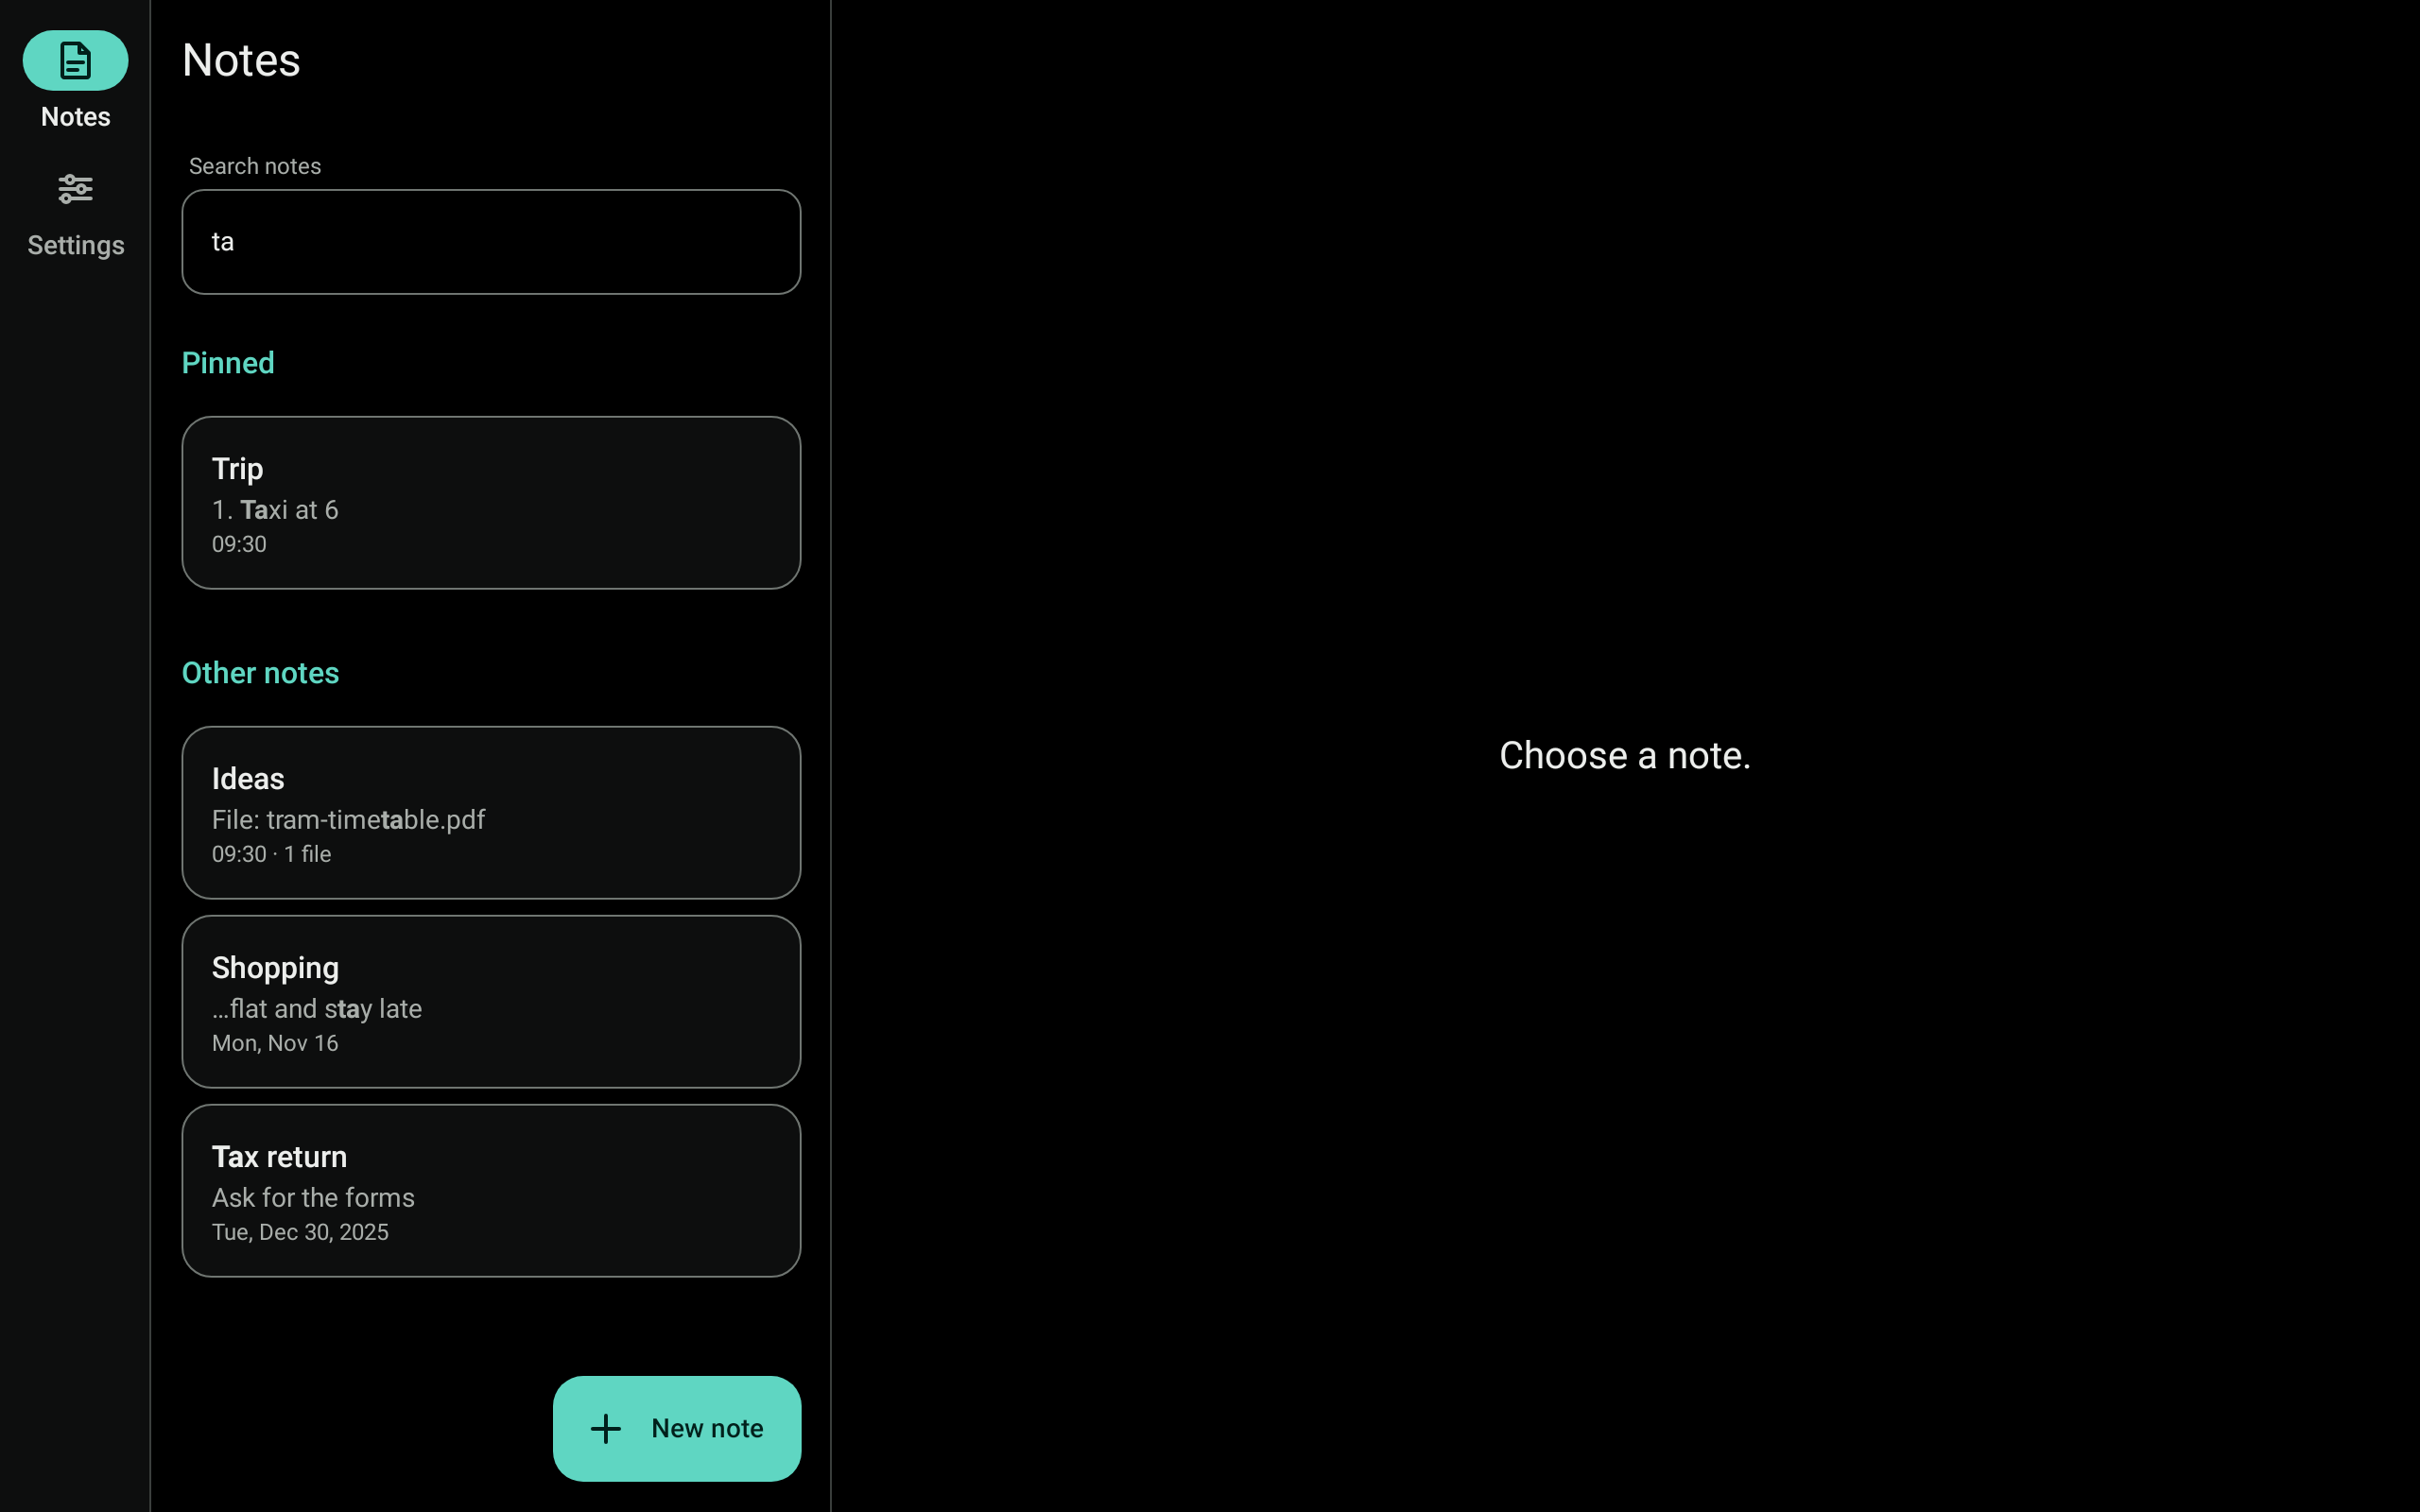 Notes
Settings
Notes
Search notes
ta
Pinned
Trip
1. Taxi at 6
09:30
Other notes
Ideas
File: tram-timetable.pdf
09:30 · 1 file
Shopping
…flat and stay late
Mon, Nov 16
Tax return
Ask for the forms
Tue, Dec 30, 2025
New note
Choose a note.